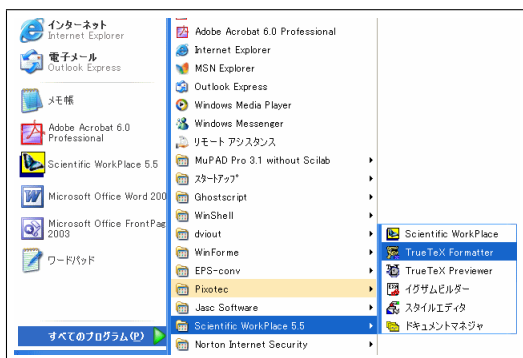 インターネット
Internet Explorer
電子メール
Outlook Express
メモ帳
Adobe Acrobat 6.0
Professional
Scientific WorkPlace 5.5
Microsoft Office Word 200
Microsoft Office FrontPag
2003
ワードパッド
すべてのプログラム(P)
Adobe Acrobat 6.0 Professional
Internet Explorer
MSN Explorer
Outlook Express
Windows Media Player
Windows Messenger
リモート アシスタンス
MuPAD Pro 3.1 without Scilab
スタートアップ
Ghostscript
WinShell
dviout
WinForme
EPS-conv
Pixotec
Jasc Software
Scientific WorkPlace 5.5
Norton Internet Security
Scientific WorkPlace
TrueTeX Formatter
TrueTeX Previewer
イグザムビルダー
スタイルエディタ
ドキュメントマネジャ